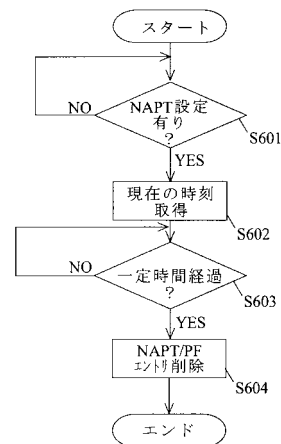 スタート
NO
NAPT設定
有り
?
S601
YES
現在の時刻
取得
S602
NO
一定時間経過
?
S603
YES
NAPT/PF
エントリ削除
S604
エンド